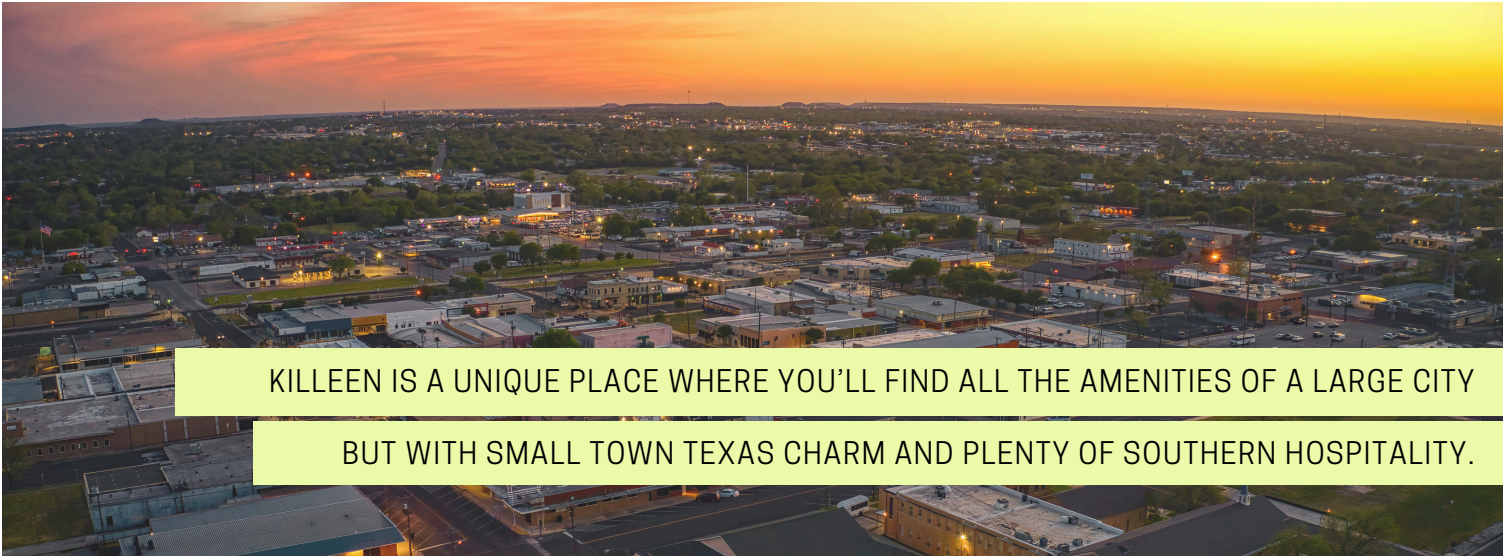 KILLEEN IS A UNIQUE PLACE WHERE YOU’LL FIND ALL THE AMENITIES OF A LARGE CITY
BUT WITH SMALL TOWN TEXAS CHARM AND PLENTY OF SOUTHERN HOSPITALITY.